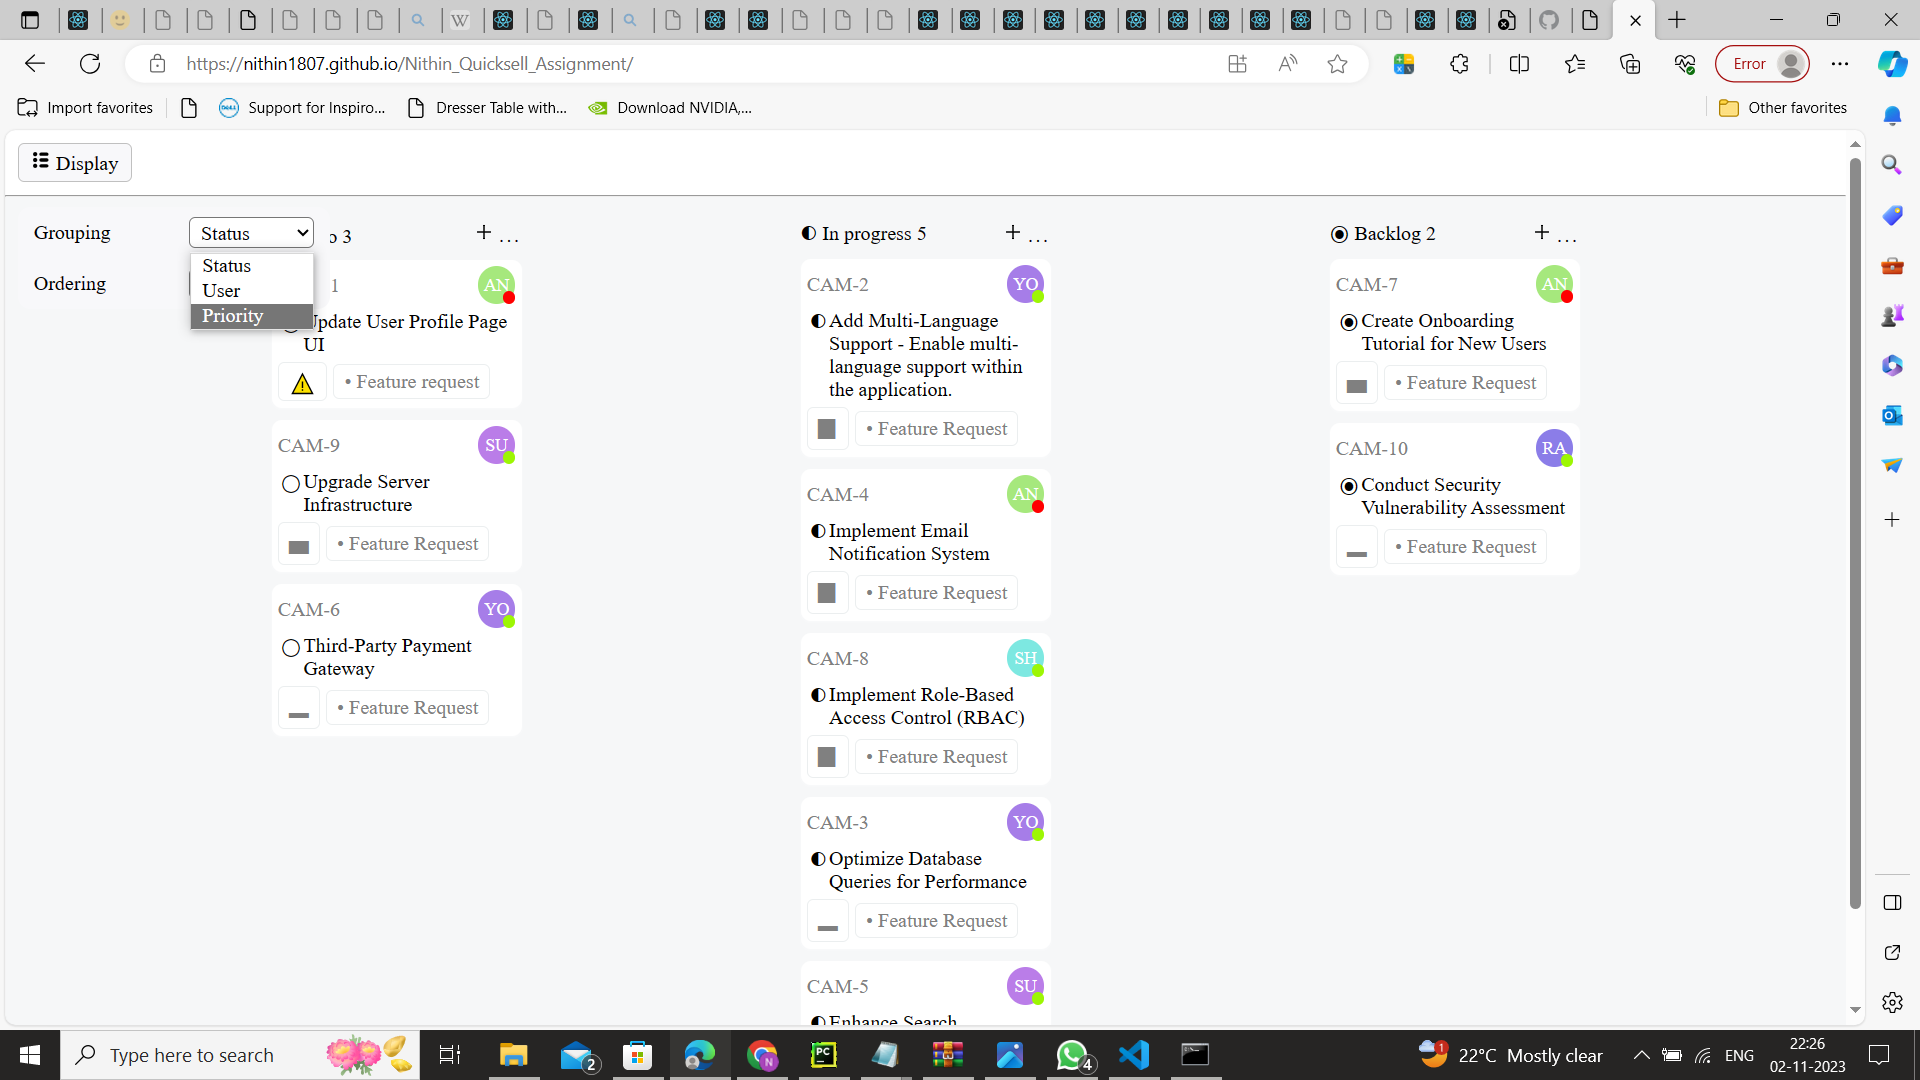 https://nithin1807.github.io/Nithin_Quicksell_Assignment/
Error
Import favorites
Support for Inspiro...
Dresser Table with...
Download NVIDIA,...
Other favorites
Display
Grouping
Status
Status
User
Priority
Ordering
o 3
+ ...
1
AN
Update User Profile Page
UI
• Feature request
CAM-9
SU
Upgrade Server
Infrastructure
• Feature Request
CAM-6
YO
Third-Party Payment
Gateway
• Feature Request
In progress 5
+ ...
CAM-2
YO
Add Multi-Language
Support - Enable multi-
language support within
the application.
• Feature Request
CAM-4
AN
Implement Email
Notification System
• Feature Request
CAM-8
SH
Implement Role-Based
Access Control (RBAC)
• Feature Request
CAM-3
YO
Optimize Database
Queries for Performance
• Feature Request
CAM-5
SU
Enhance Search
Backlog 2
+ ...
CAM-7
AN
Create Onboarding
Tutorial for New Users
• Feature Request
CAM-10
RA
Conduct Security
Vulnerability Assessment
• Feature Request
Type here to search
2
PC
N
4
1
22°C Mostly clear
ENG
22:26
02-11-2023